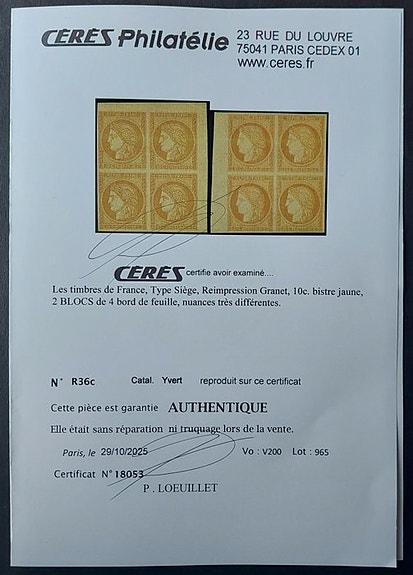 CERES Philatélie 23 RUE DU LOUVRE
75041 PARIS CEDEX 01
www.ceres.fr
CERES certifie avoir examiné....
Les timbres de France, Type Siège, Reimpression Granet, 10c. bistre jaune,
2 BLOCS de 4 bord de feuille, nuances très différentes.
N° R36c Catal. Yvert reproduit sur ce certificat
Cette pièce est garantie AUTHENTIQUE
Elle était sans réparation ni truquage lors de la vente.
Paris, le 29/10/2025 Vo : V200 Lot : 965
Certificat N° 18053
P. LOEUILLET